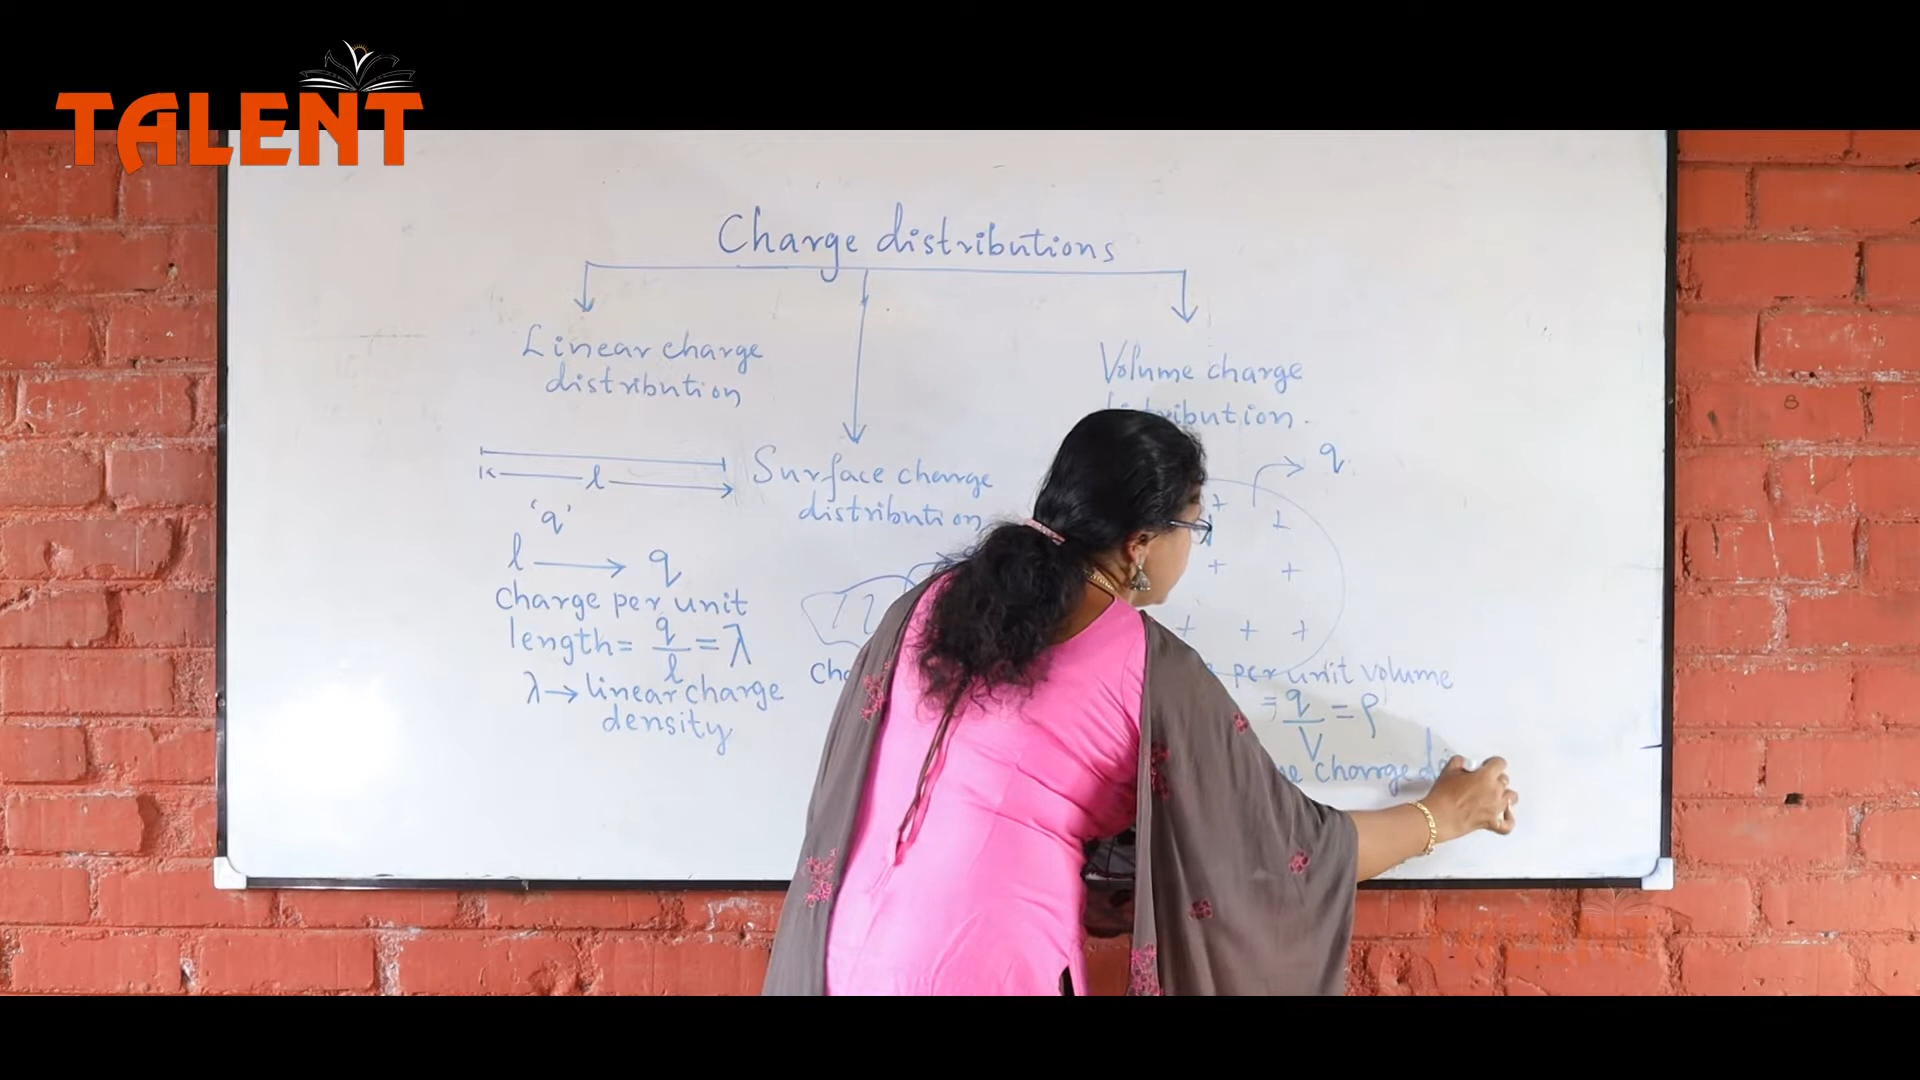 TALENT
Charge distributions
Linear charge
distribution
l
'q'
l → q
charge per unit
length = q/l = λ
λ → linear charge
density
Surface charge
distribution
Volume charge
distribution.
q
+ +
+ +
+ + +
per unit volume
= q/V = ρ
charge